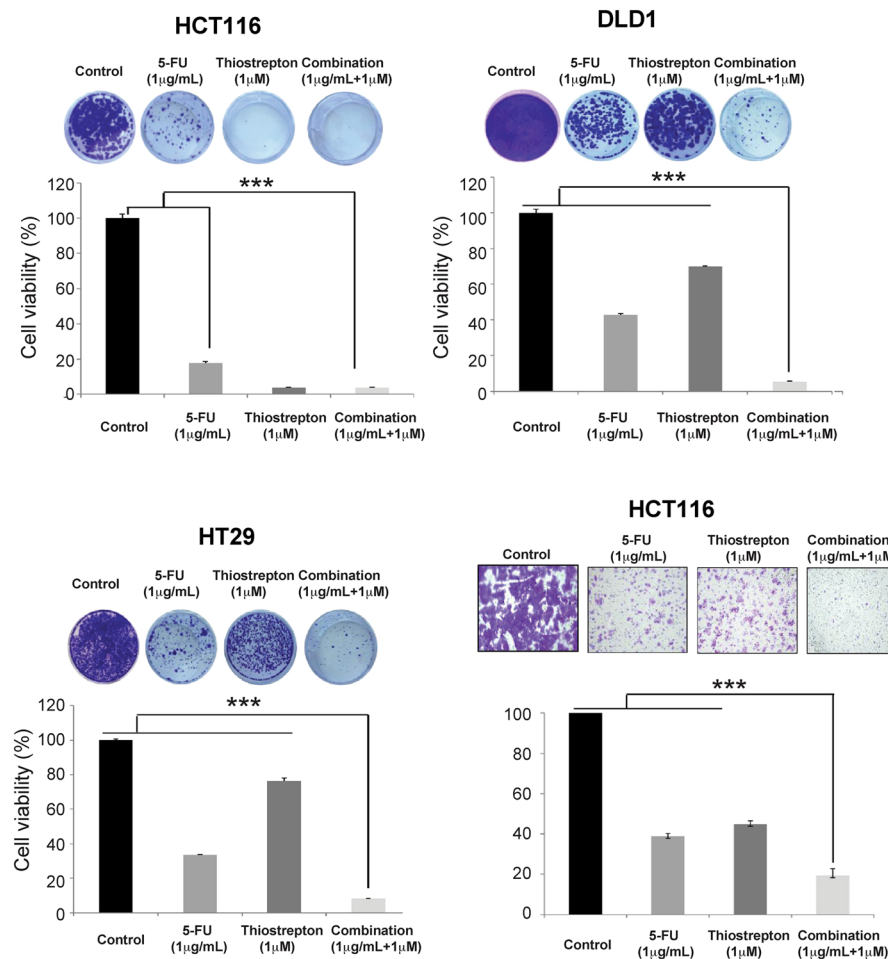 HCT116
Control
5-FU
(1μg/mL)
Thiostrepton
(1μM)
Combination
(1μg/mL+1μM)
***
Cell viability (%)
120
100
80
60
40
20
0
Control
5-FU
(1μg/mL)
Thiostrepton
(1μM)
Combination
(1μg/mL+1μM)
DLD1
Control
5-FU
(1μg/mL)
Thiostrepton
(1μM)
Combination
(1μg/mL+1μM)
***
Cell viability (%)
120
100
80
60
40
20
0
Control
5-FU
(1μg/mL)
Thiostrepton
(1μM)
Combination
(1μg/mL+1μM)
HT29
Control
5-FU
(1μg/mL)
Thiostrepton
(1μM)
Combination
(1μg/mL+1μM)
***
Cell viability (%)
120
100
80
60
40
20
0
Control
5-FU
(1μg/mL)
Thiostrepton
(1μM)
Combination
(1μg/mL+1μM)
HCT116
Control
5-FU
(1μg/mL)
Thiostrepton
(1μM)
Combination
(1μg/mL+1μM
***
100
80
60
40
20
0
Control
5-FU
(1μg/mL)
Thiostrepton
(1μM)
Combination
(1μg/mL+1μM)